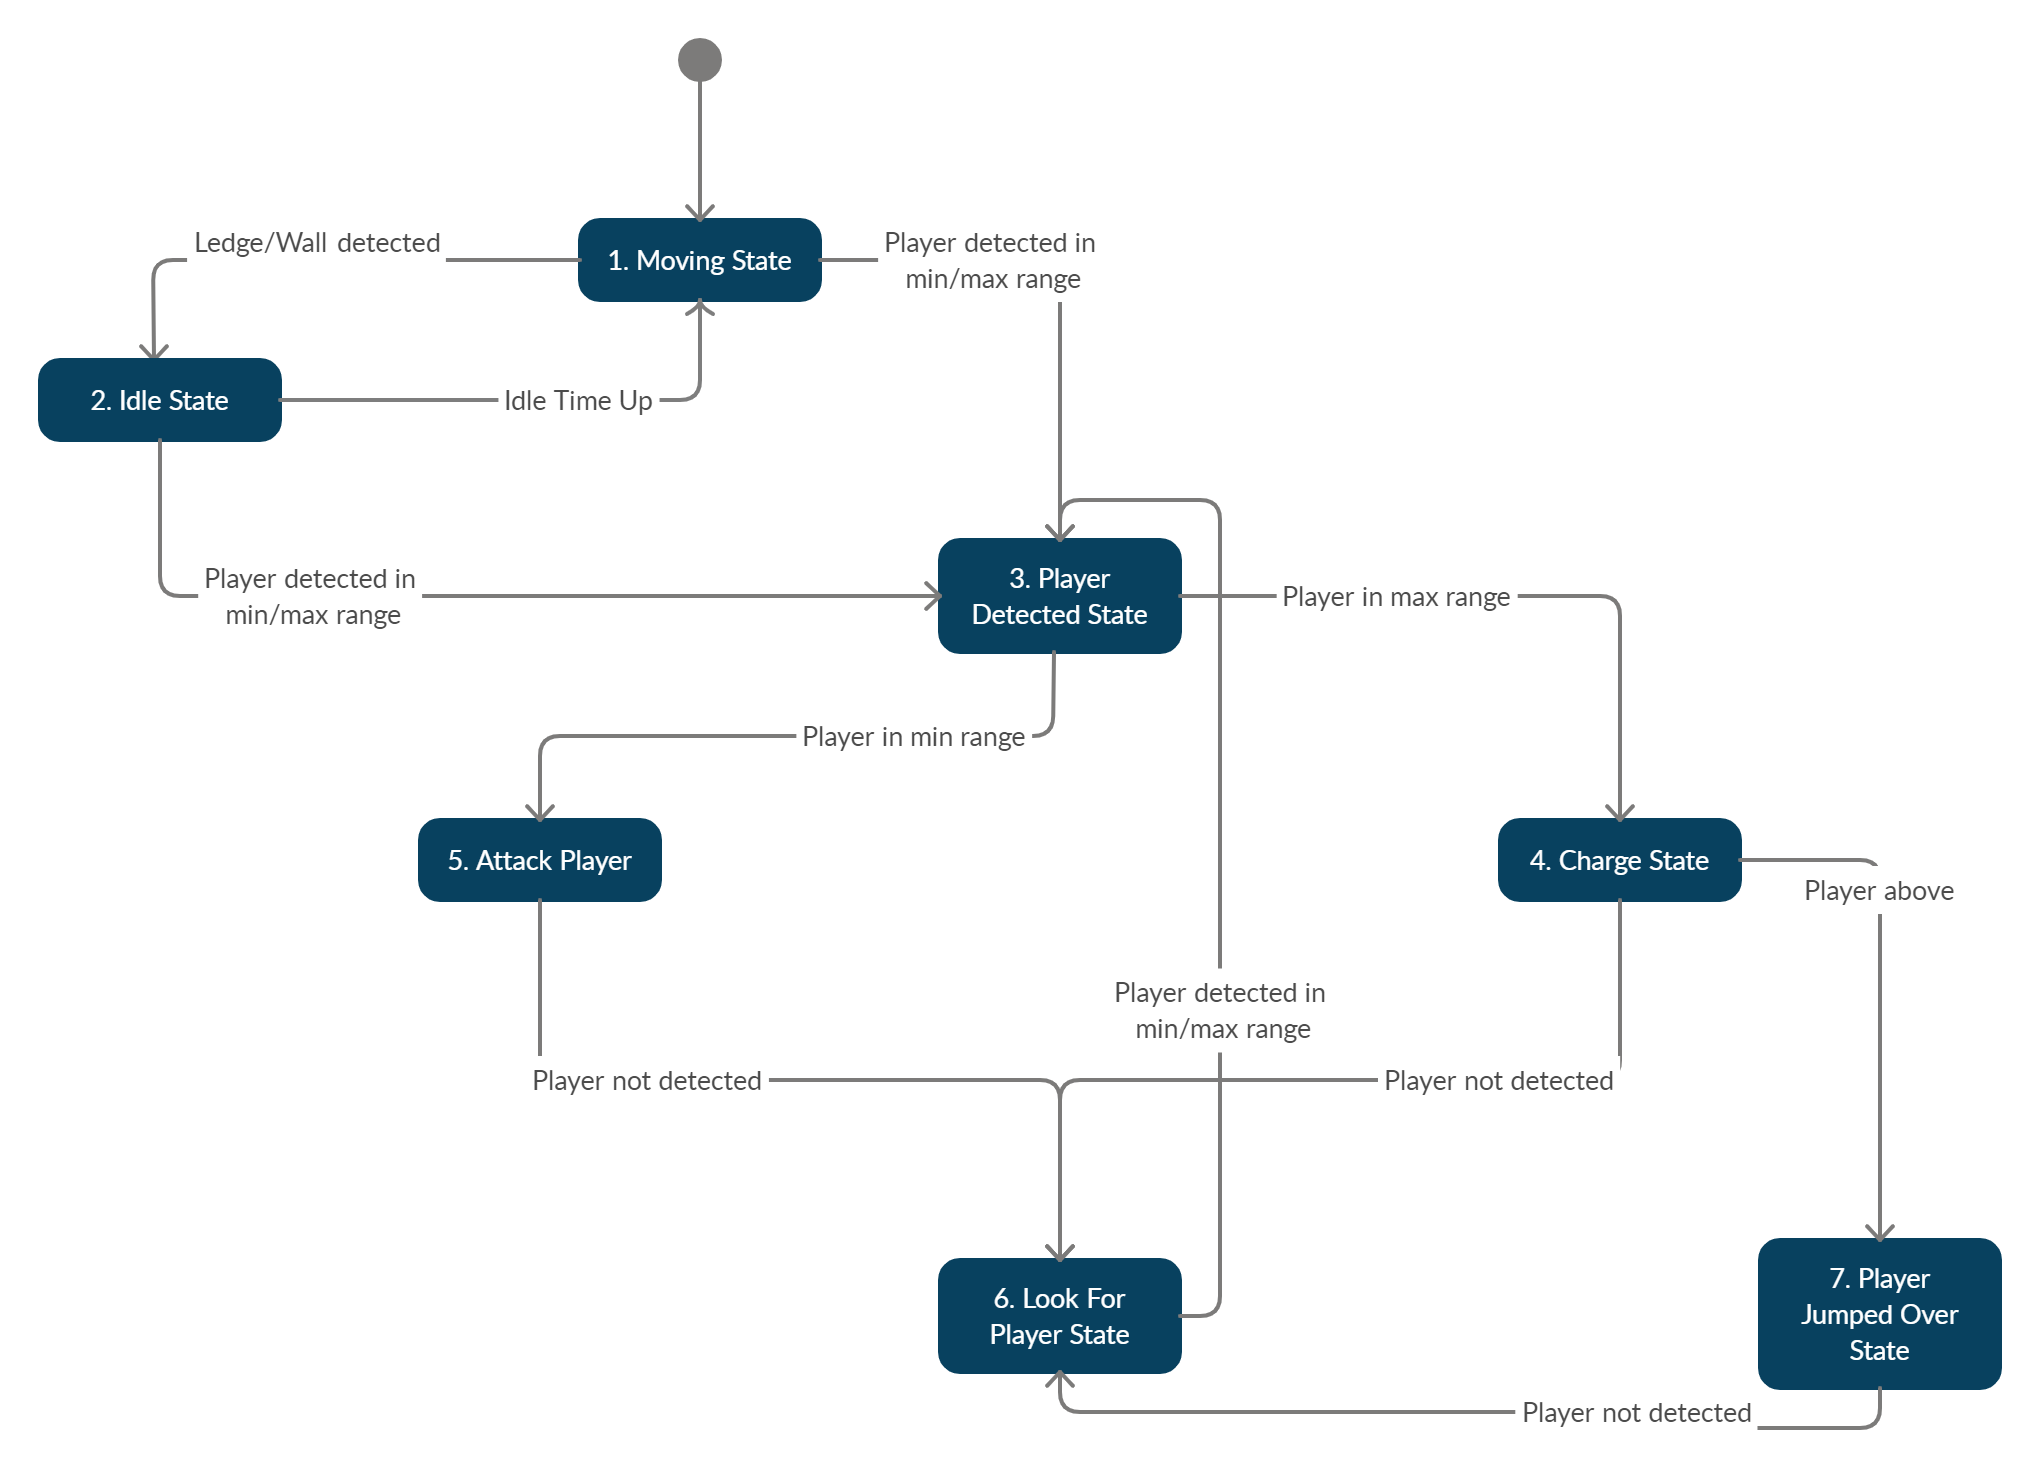 Ledge/Wall detected
1. Moving State
Player detected in
min/max range
2. Idle State
Idle Time Up
Player detected in
min/max range
3. Player
Detected State
Player in max range
Player in min range
5. Attack Player
4. Charge State
Player above
Player detected in
min/max range
Player not detected
Player not detected
6. Look For
Player State
7. Player
Jumped Over
State
Player not detected